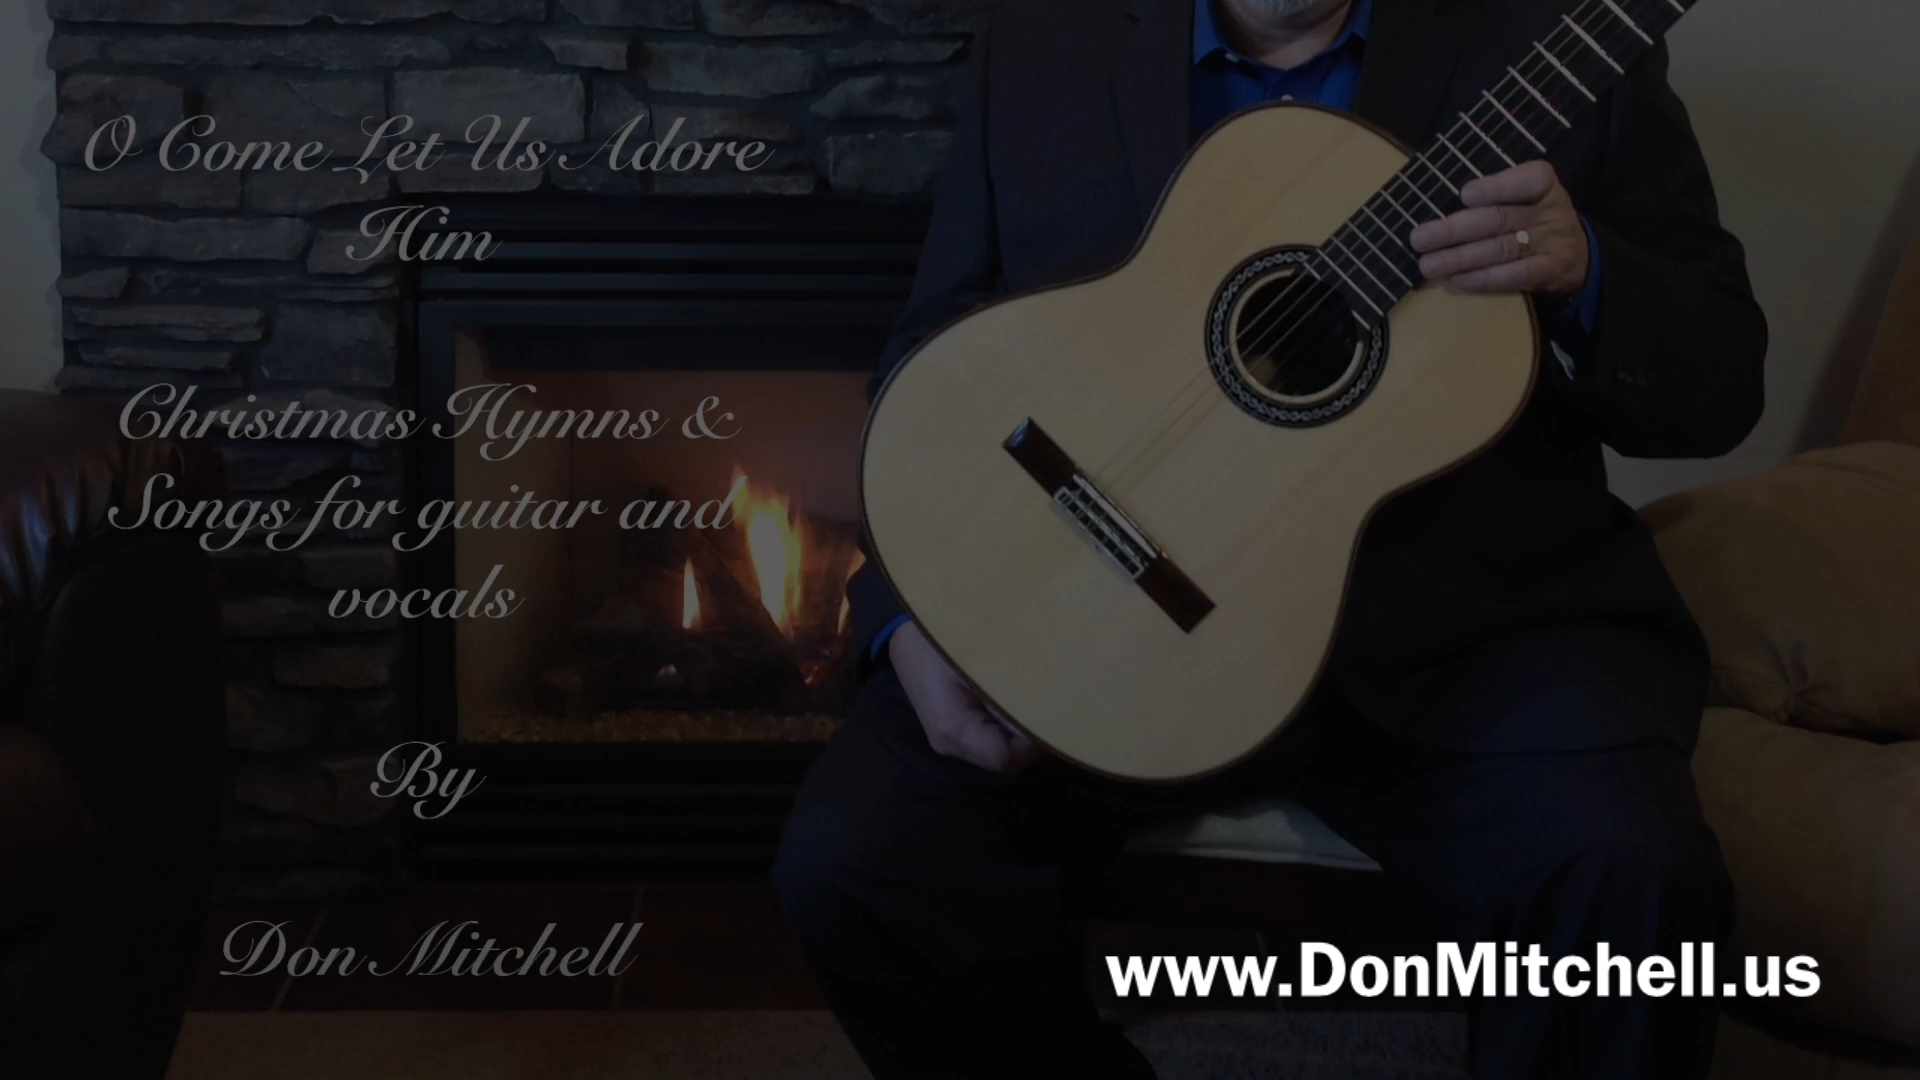 O Come Let Us Adore
Him
Christmas Hymns &
Songs for guitar and
vocals
By
Don Mitchell
www.DonMitchell.us